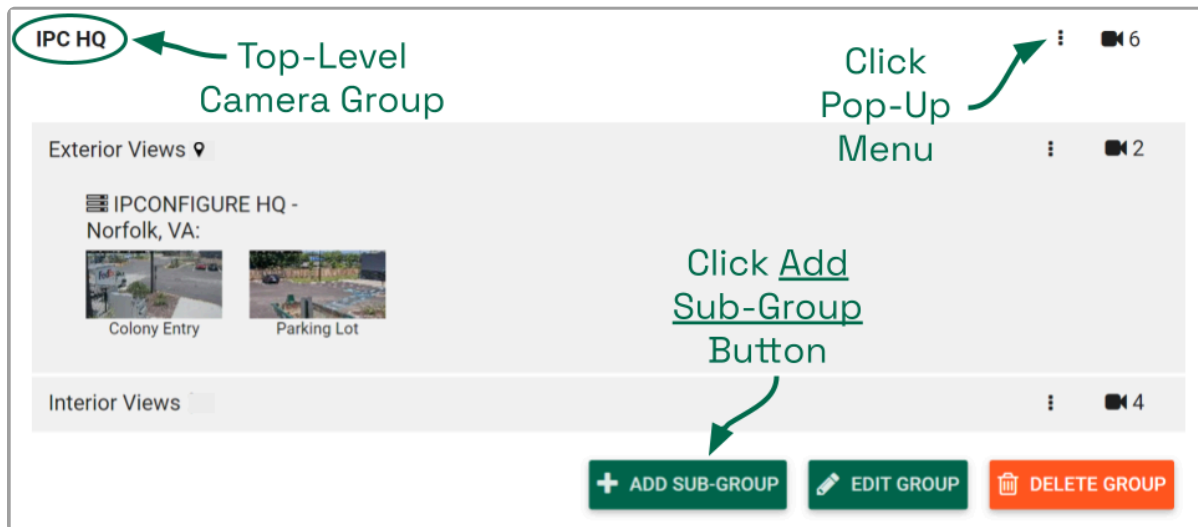 IPC HQ
6
Top-Level
Camera Group
Click
Pop-Up
Menu
Exterior Views
2
IPCONFIGURE HQ -
Norfolk, VA:
Colony Entry
Parking Lot
Click Add
Sub-Group
Button
Interior Views
4
ADD SUB-GROUP
EDIT GROUP
DELETE GROUP